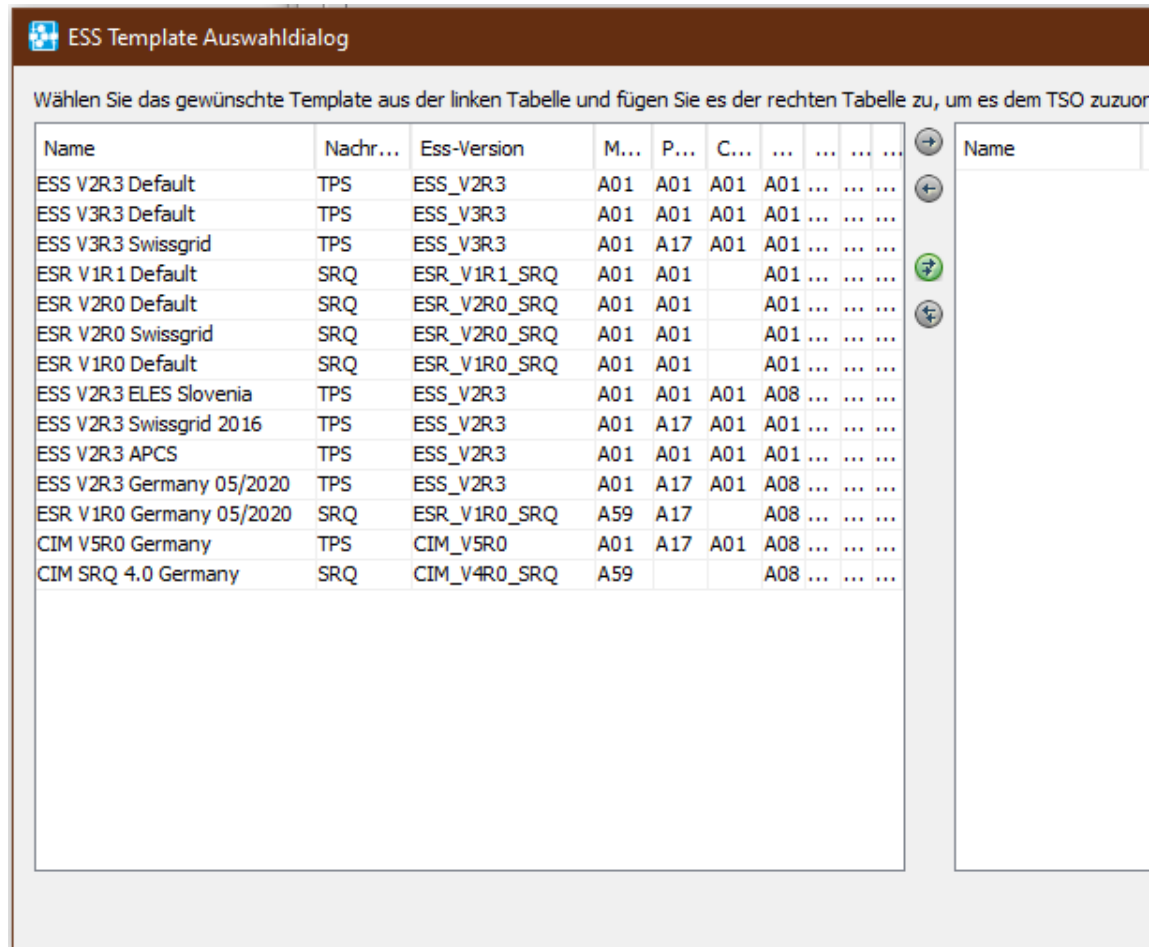 ESS Template Auswahldialog
Wählen Sie das gewünschte Template aus der linken Tabelle und fügen Sie es der rechten Tabelle zu, um es dem TSO zuzuor
Name Nachr... Ess-Version M... P... C... ... ... ... ... Name
ESS V2R3 Default TPS ESS_V2R3 A01 A01 A01 A01 ... ... ...
ESS V3R3 Default TPS ESS_V3R3 A01 A01 A01 A01 ... ... ...
ESS V3R3 Swissgrid TPS ESS_V3R3 A01 A17 A01 A01 ... ... ...
ESR V1R1 Default SRQ ESR_V1R1_SRQ A01 A01 A01 ... ... ...
ESR V2R0 Default SRQ ESR_V2R0_SRQ A01 A01 A01 ... ... ...
ESR V2R0 Swissgrid SRQ ESR_V2R0_SRQ A01 A01 A01 ... ... ...
ESR V1R0 Default SRQ ESR_V1R0_SRQ A01 A01 A01 ... ... ...
ESS V2R3 ELES Slovenia TPS ESS_V2R3 A01 A01 A01 A08 ... ... ...
ESS V2R3 Swissgrid 2016 TPS ESS_V2R3 A01 A17 A01 A01 ... ... ...
ESS V2R3 APCS TPS ESS_V2R3 A01 A01 A01 A01 ... ... ...
ESS V2R3 Germany 05/2020 TPS ESS_V2R3 A01 A17 A01 A08 ... ... ...
ESR V1R0 Germany 05/2020 SRQ ESR_V1R0_SRQ A59 A17 A08 ... ... ...
CIM V5R0 Germany TPS CIM_V5R0 A01 A17 A01 A08 ... ... ...
CIM SRQ 4.0 Germany SRQ CIM_V4R0_SRQ A59 A08 ... ... ...